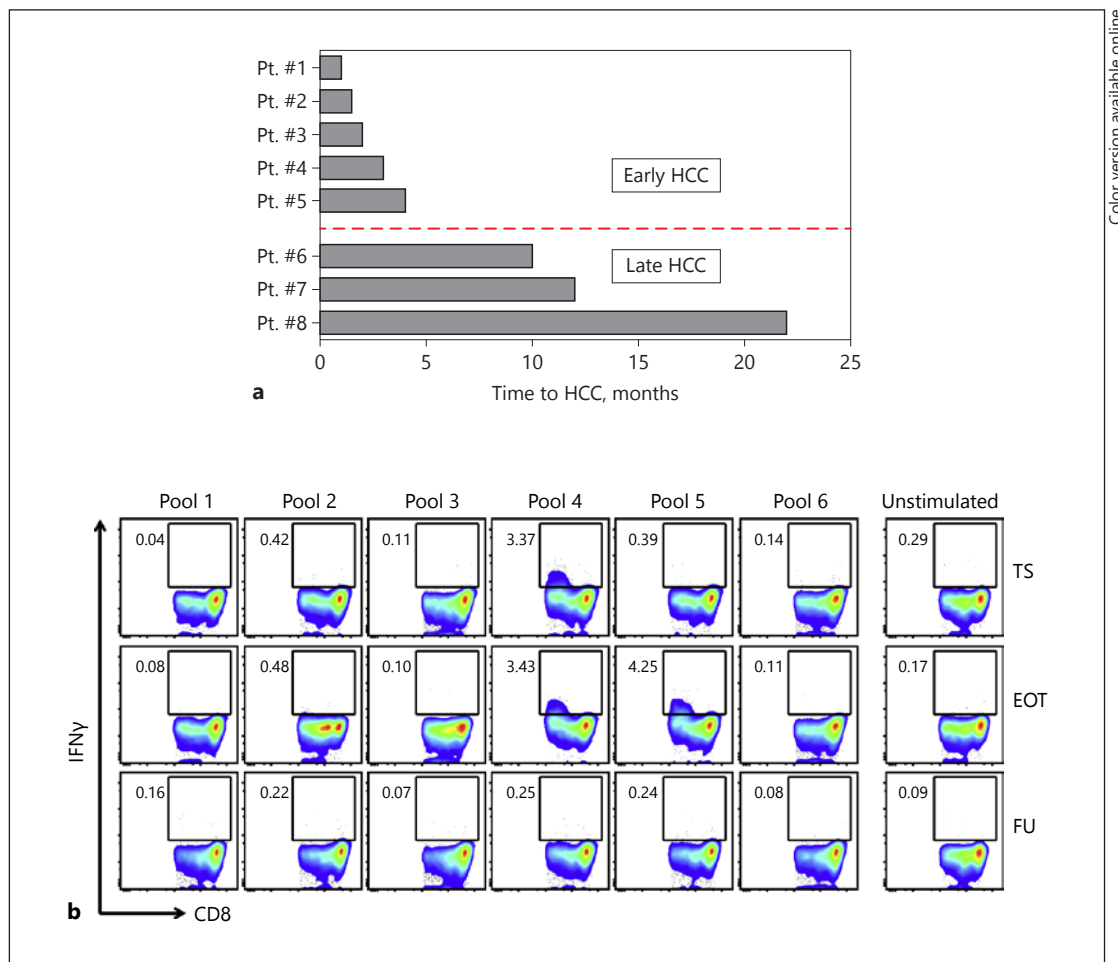 Color version available online
Pt. #1
Pt. #2
Pt. #3
Pt. #4
Pt. #5
Early HCC
Pt. #6
Pt. #7
Pt. #8
Late HCC
0 5 10 15 20 25
Time to HCC, months
a
Pool 1 Pool 2 Pool 3 Pool 4 Pool 5 Pool 6 Unstimulated
0.04 0.42 0.11 3.37 0.39 0.14 0.29 TS
0.08 0.48 0.10 3.43 4.25 0.11 0.17 EOT
0.16 0.22 0.07 0.25 0.24 0.08 0.09 FU
IFNγ
CD8
b